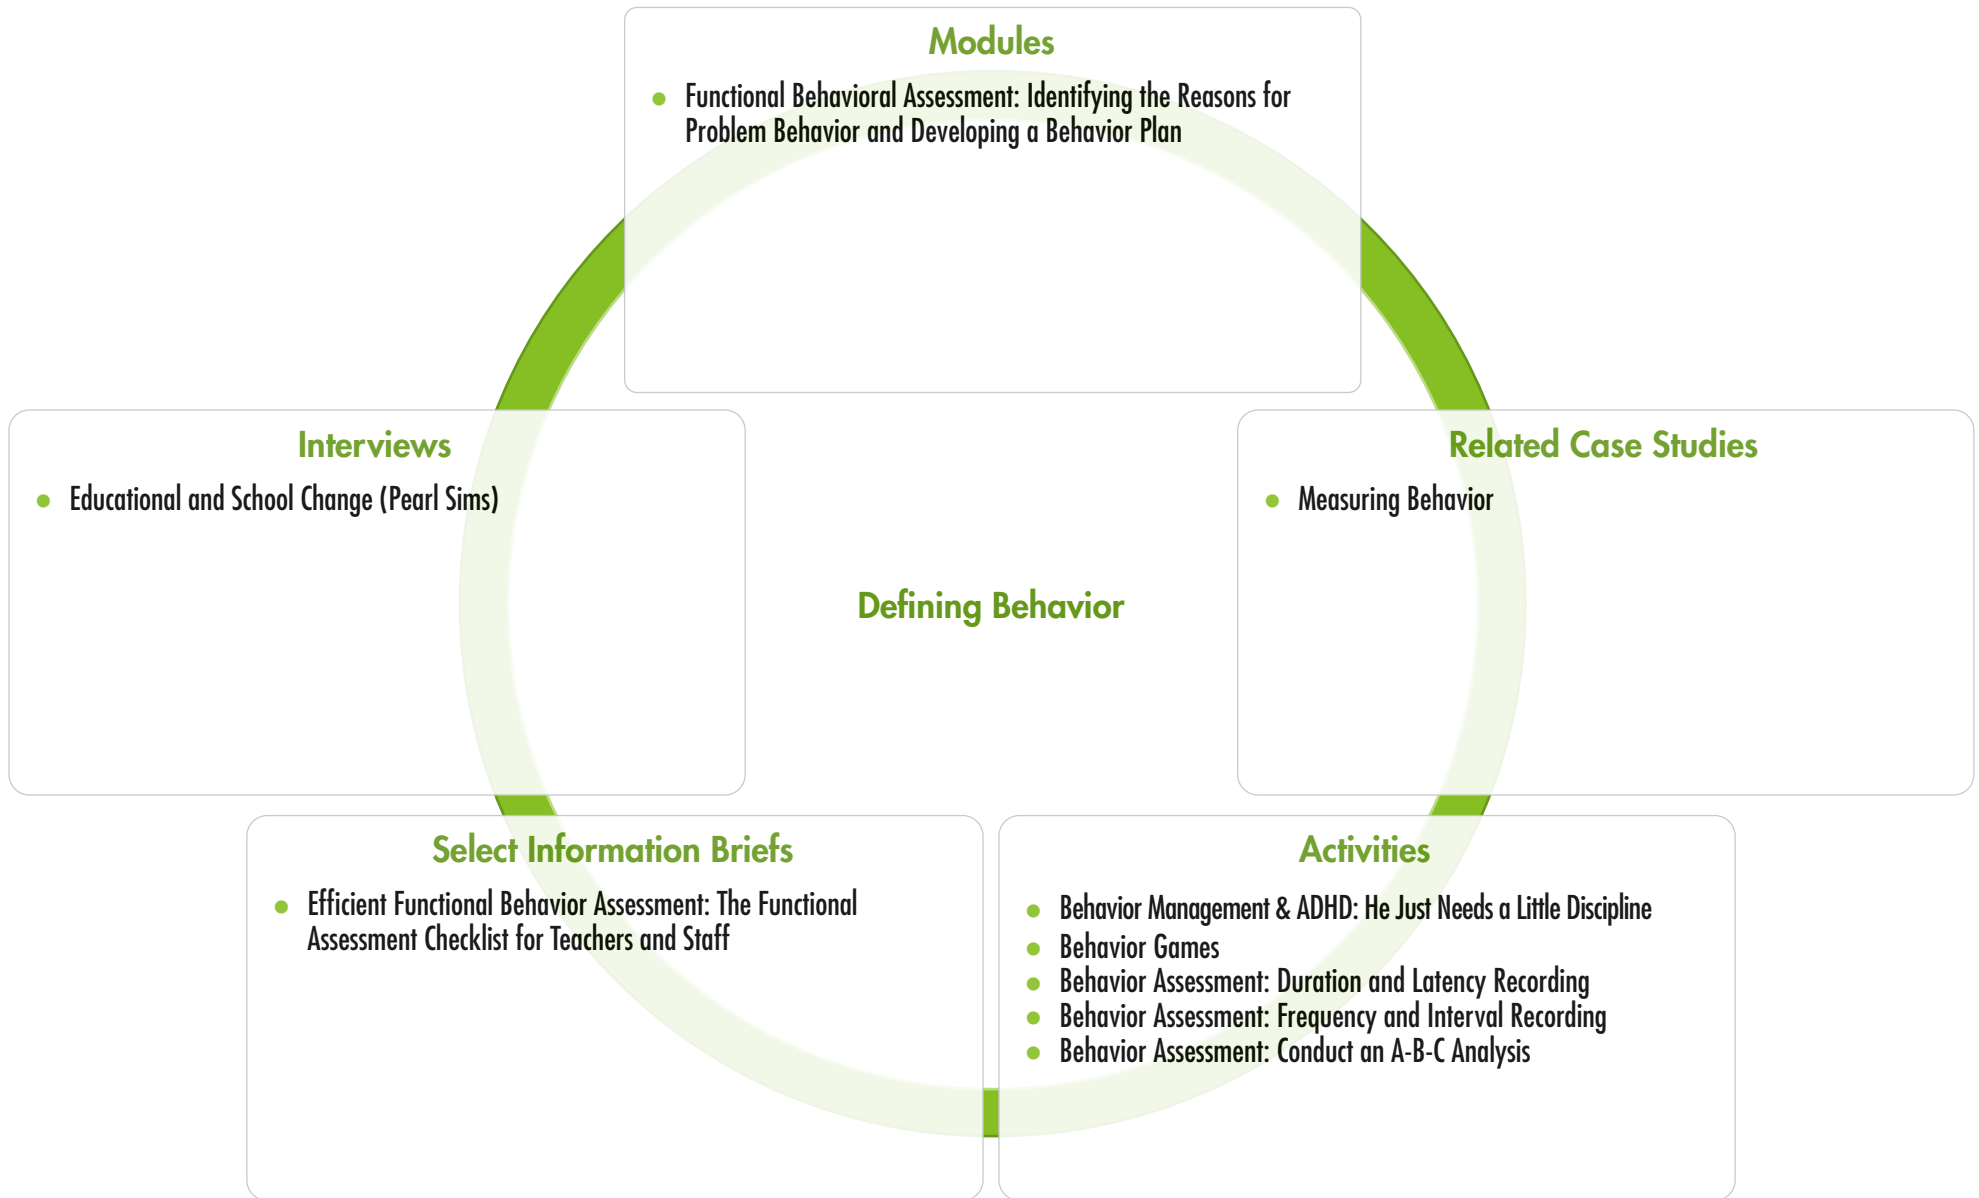 Modules
Functional Behavioral Assessment: Identifying the Reasons for
Problem Behavior and Developing a Behavior Plan
Interviews
Educational and School Change (Pearl Sims)
Related Case Studies
Measuring Behavior
Defining Behavior
Select Information Briefs
Efficient Functional Behavior Assessment: The Functional
Assessment Checklist for Teachers and Staff
Activities
Behavior Management & ADHD: He Just Needs a Little Discipline
Behavior Games
Behavior Assessment: Duration and Latency Recording
Behavior Assessment: Frequency and Interval Recording
Behavior Assessment: Conduct an A-B-C Analysis